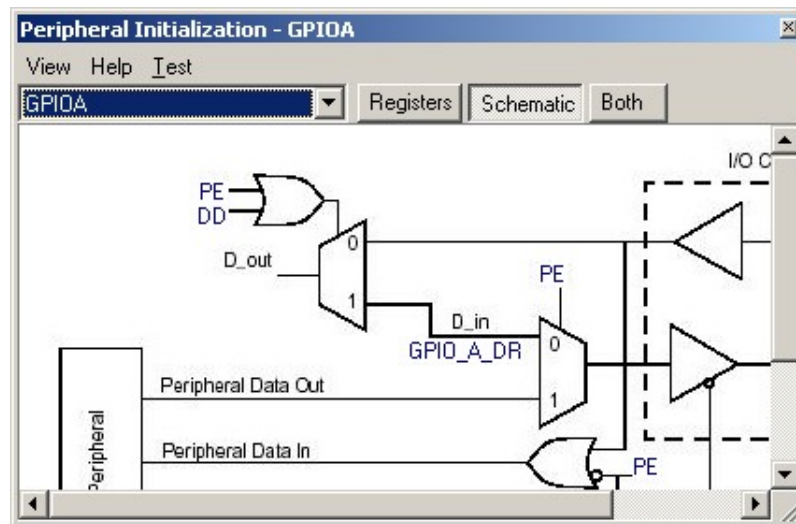 Peripheral Initialization - GPIOA
View Help Test
GPIOA Registers Schematic Both
I/O C
PE
DD
D_out
0
1
PE
D_in
GPIO_A_DR
0
1
Peripheral Data Out
Peripheral Data In
Peripheral
PE